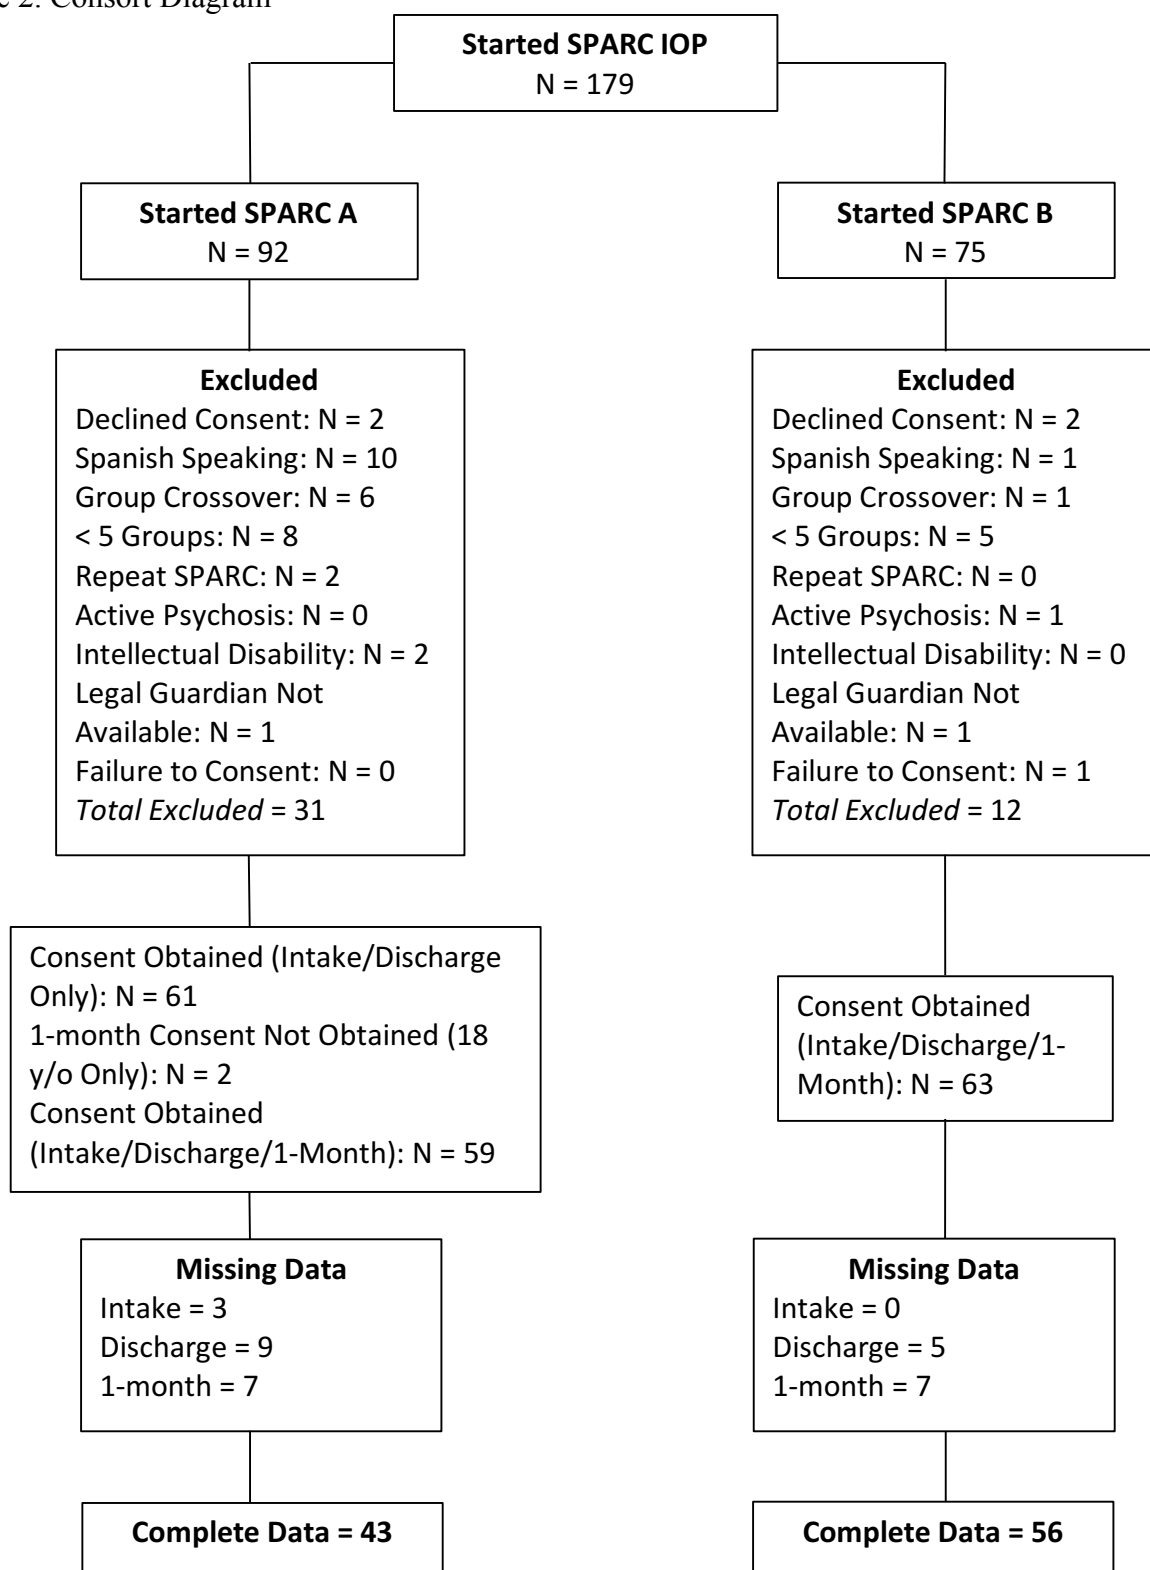 2. Consort Diagram
Started SPARC IOP
N = 179
Started SPARC A
N = 92
Started SPARC B
N = 75
Excluded
Declined Consent: N = 2
Spanish Speaking: N = 10
Group Crossover: N = 6
< 5 Groups: N = 8
Repeat SPARC: N = 2
Active Psychosis: N = 0
Intellectual Disability: N = 2
Legal Guardian Not
Available: N = 1
Failure to Consent: N = 0
Total Excluded = 31
Excluded
Declined Consent: N = 2
Spanish Speaking: N = 1
Group Crossover: N = 1
< 5 Groups: N = 5
Repeat SPARC: N = 0
Active Psychosis: N = 1
Intellectual Disability: N = 0
Legal Guardian Not
Available: N = 1
Failure to Consent: N = 1
Total Excluded = 12
Consent Obtained (Intake/Discharge
Only): N = 61
1-month Consent Not Obtained (18
y/o Only): N = 2
Consent Obtained
(Intake/Discharge/1-Month): N = 59
Consent Obtained
(Intake/Discharge/1-
Month): N = 63
Missing Data
Intake = 3
Discharge = 9
1-month = 7
Missing Data
Intake = 0
Discharge = 5
1-month = 7
Complete Data = 43
Complete Data = 56